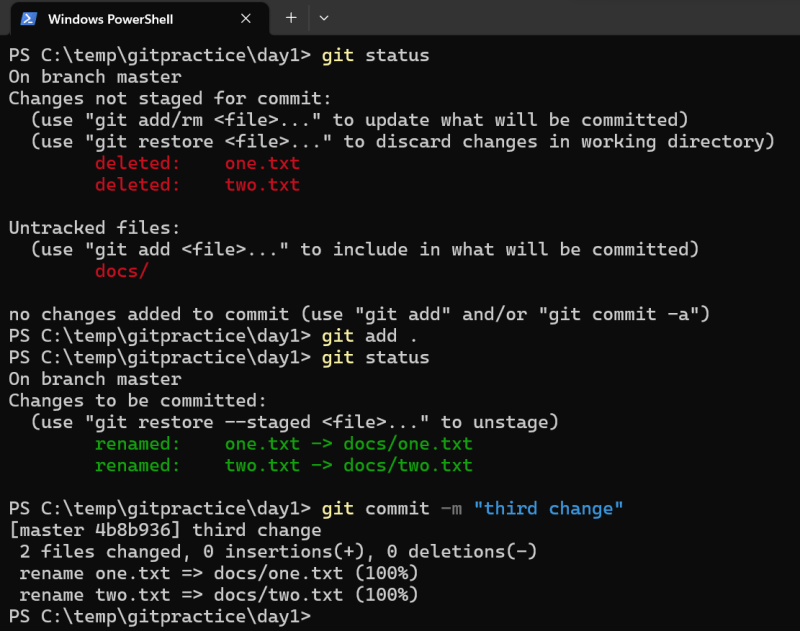 Windows PowerShell
PS C:\temp\gitpractice\day1> git status
On branch master
Changes not staged for commit:
  (use "git add/rm <file>..." to update what will be committed)
  (use "git restore <file>..." to discard changes in working directory)
        deleted:    one.txt
        deleted:    two.txt

Untracked files:
  (use "git add <file>..." to include in what will be committed)
        docs/

no changes added to commit (use "git add" and/or "git commit -a")
PS C:\temp\gitpractice\day1> git add .
PS C:\temp\gitpractice\day1> git status
On branch master
Changes to be committed:
  (use "git restore --staged <file>..." to unstage)
        renamed:    one.txt -> docs/one.txt
        renamed:    two.txt -> docs/two.txt

PS C:\temp\gitpractice\day1> git commit -m "third change"
[master 4b8b936] third change
 2 files changed, 0 insertions(+), 0 deletions(-)
 rename one.txt => docs/one.txt (100%)
 rename two.txt => docs/two.txt (100%)
PS C:\temp\gitpractice\day1>